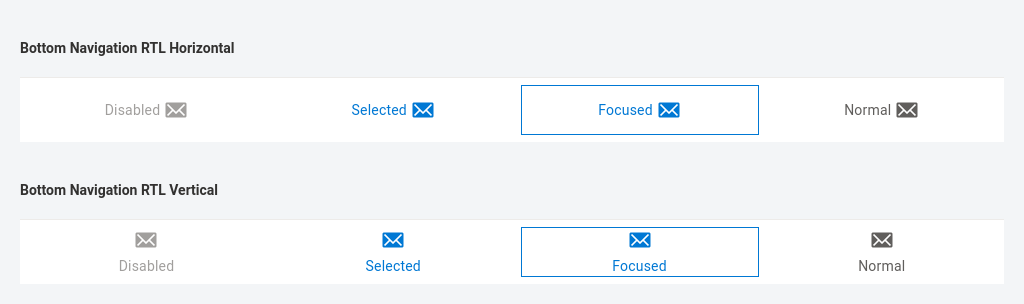 Bottom Navigation RTL Horizontal
Disabled Selected Focused Normal
Bottom Navigation RTL Vertical
Disabled Selected Focused Normal